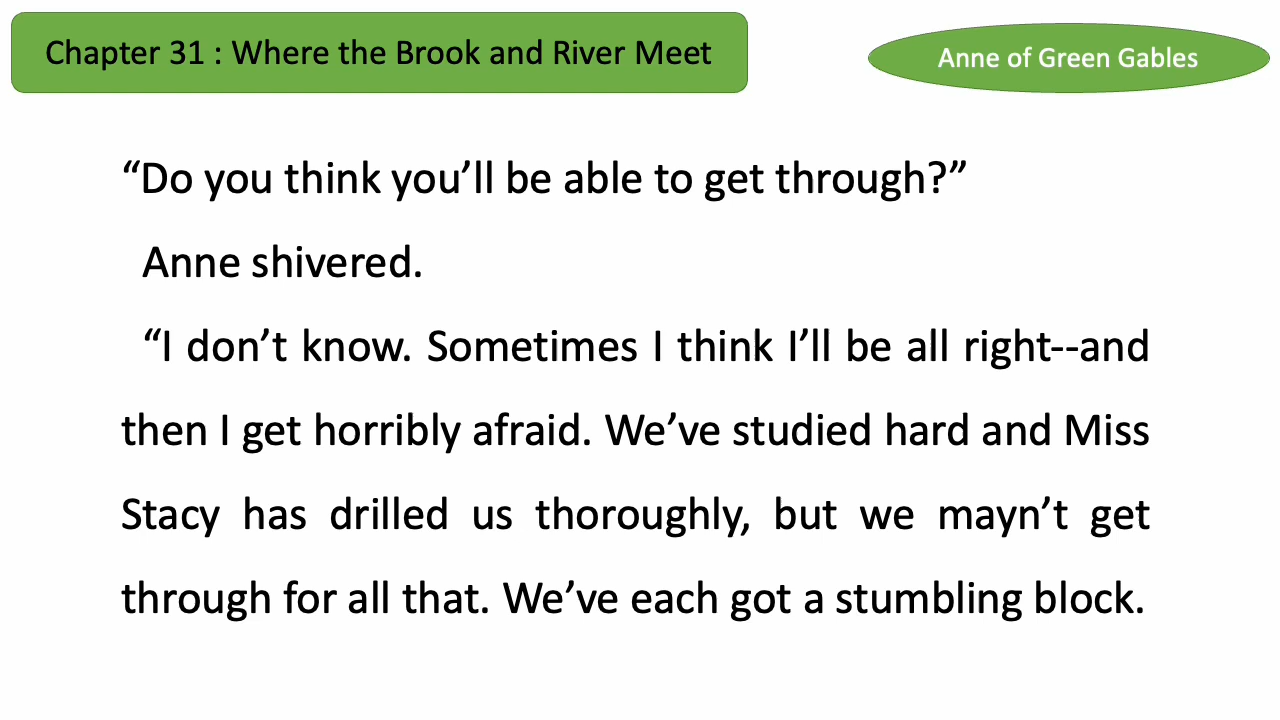 Chapter 31 : Where the Brook and River Meet
Anne of Green Gables
“Do you think you’ll be able to get through?”
Anne shivered.
“I don’t know. Sometimes I think I’ll be all right--and
then I get horribly afraid. We’ve studied hard and Miss
Stacy has drilled us thoroughly, but we mayn’t get
through for all that. We’ve each got a stumbling block.